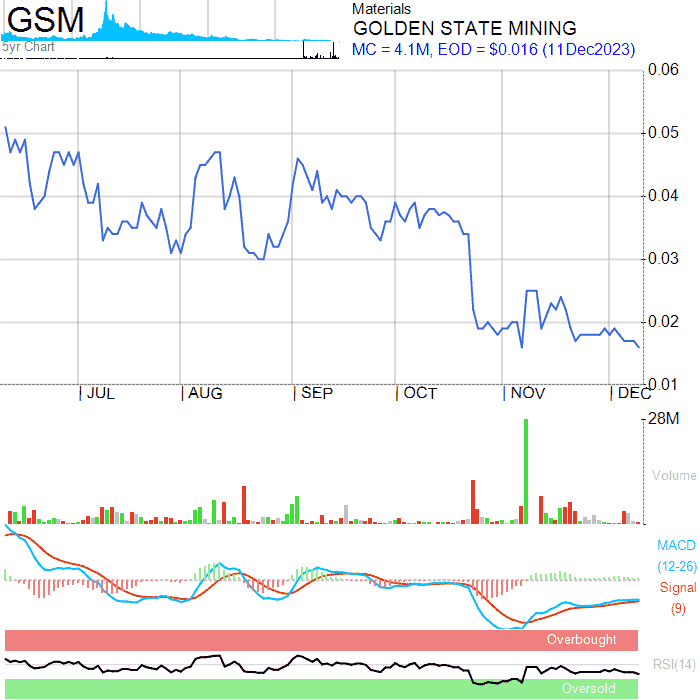 GSM
5yr Chart
Materials
GOLDEN STATE MINING
MC = 4.1M, EOD = $0.016 (11Dec2023)
0.06
0.05
0.04
0.03
0.02
0.01
JUL AUG SEP OCT NOV DEC
28M
Volume
MACD
(12-26)
Signal
(9)
Overbought
RSI(14)
Oversold